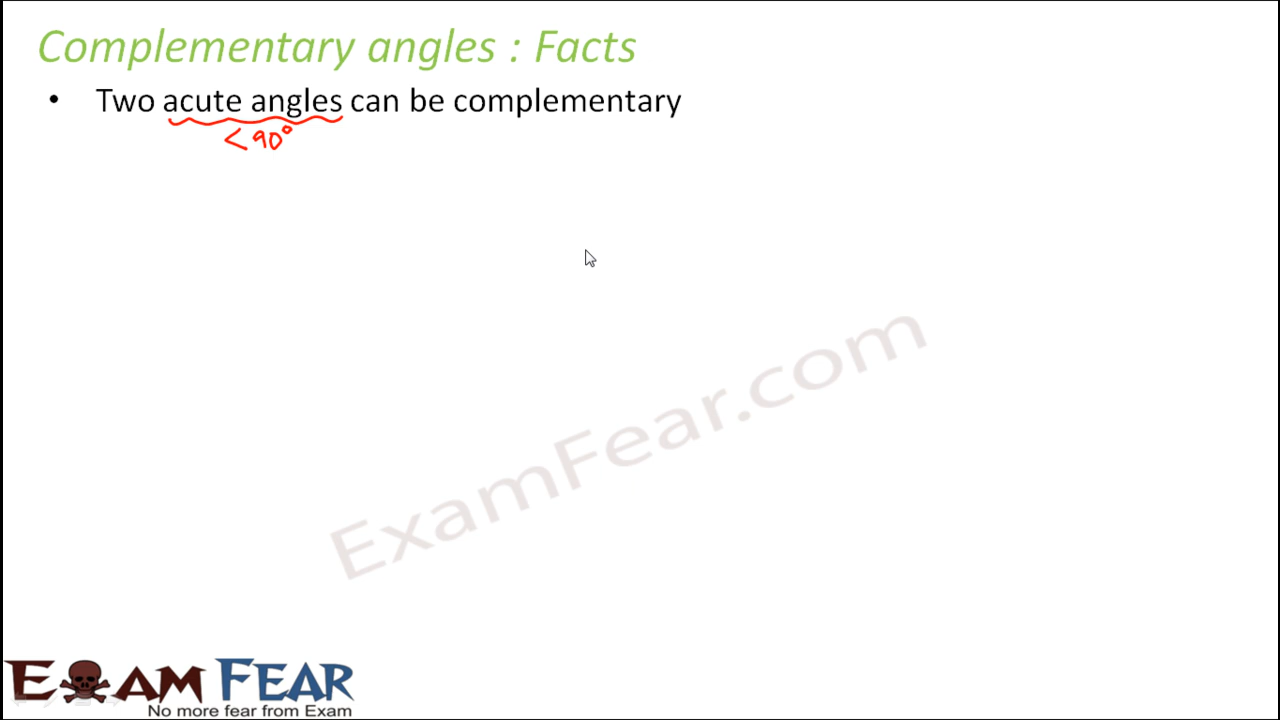 Complementary angles : Facts
• Two acute angles can be complementary
< 90°
ExamFear.com
EXAM FEAR
No more fear from Exam